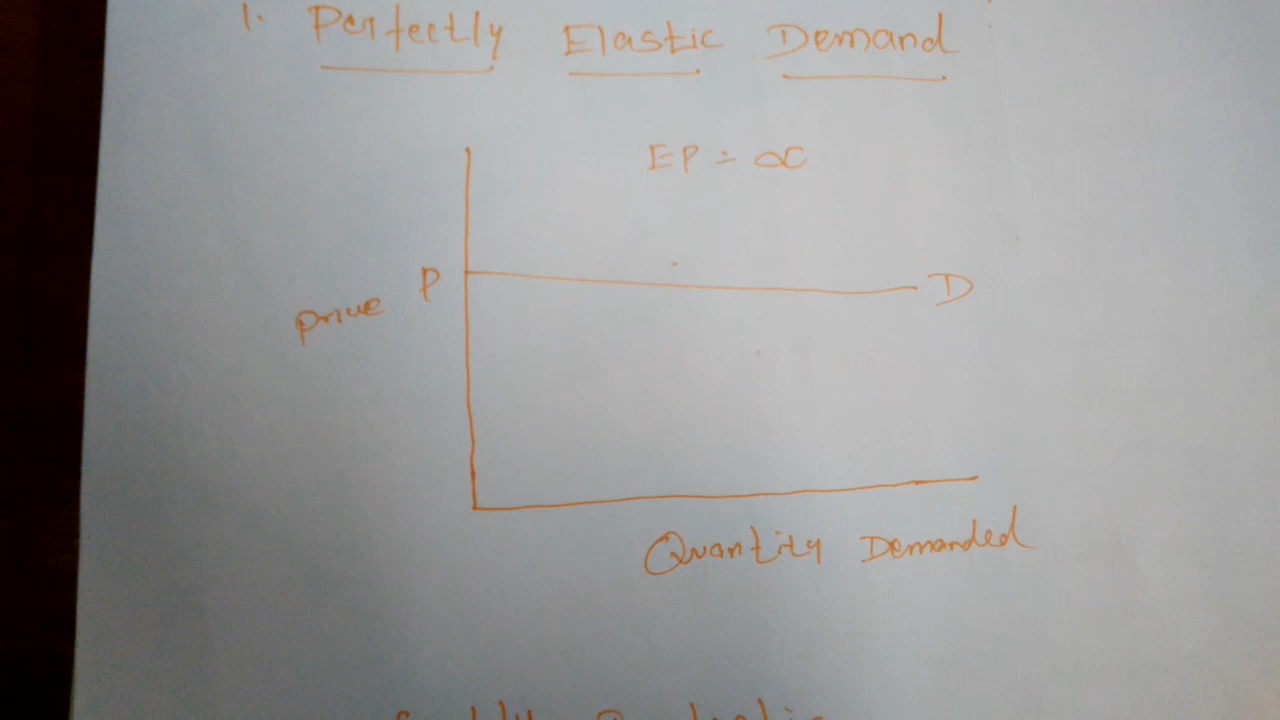 1. Perfectly Elastic Demand
EP = ∝
P
D
price
Quantity Demanded